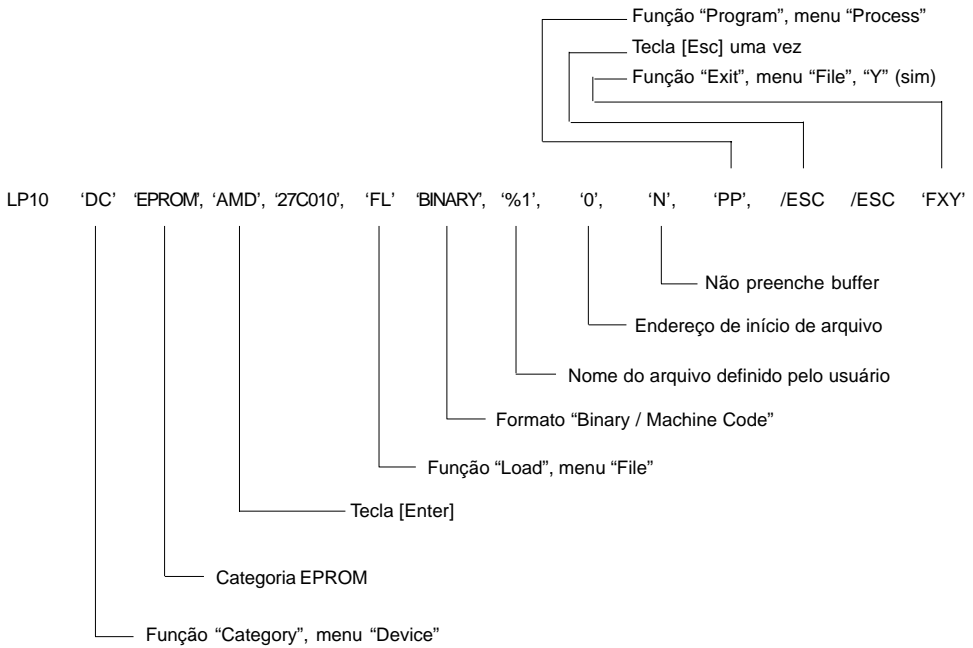 Função “Program”, menu “Process”
Tecla [Esc] uma vez
Função “Exit”, menu “File”, “Y” (sim)
LP10 ‘DC’ ‘EPROM’, ‘AMD’, ‘27C010’, ‘FL’ ‘BINARY’, ‘%1’, ‘0’, ‘N’, ‘PP’, /ESC /ESC ‘FXY’
Não preenche buffer
Endereço de início de arquivo
Nome do arquivo definido pelo usuário
Formato “Binary / Machine Code”
Função “Load”, menu “File”
Tecla [Enter]
Categoria EPROM
Função “Category”, menu “Device”